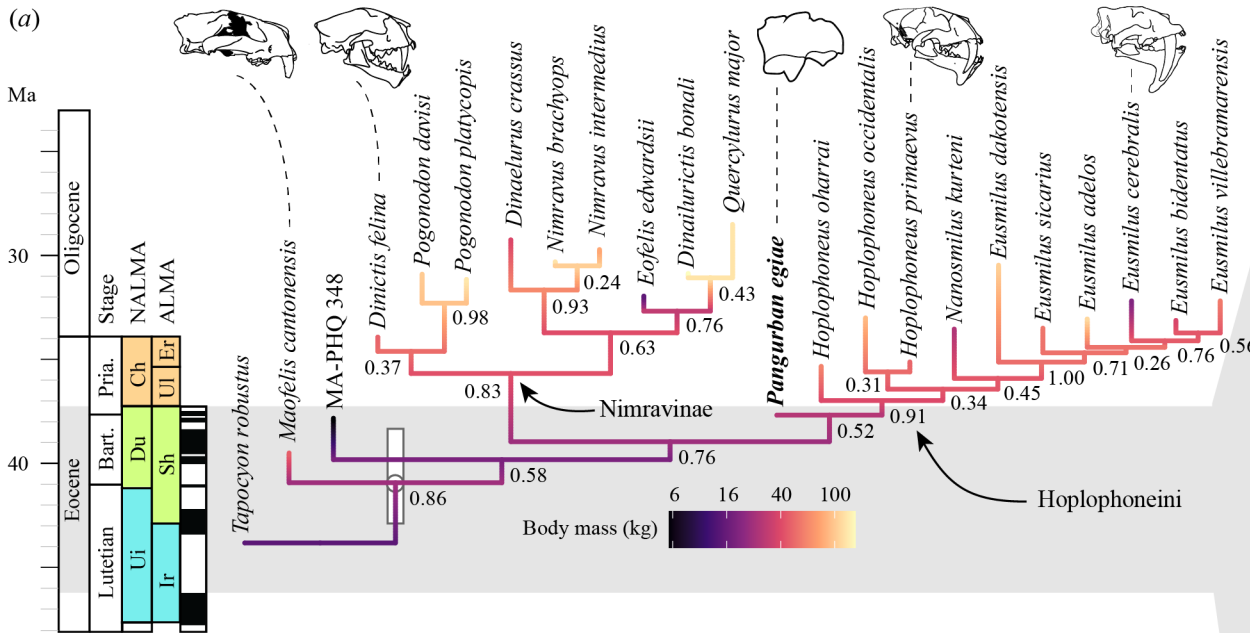 (a)
Ma
30
40
Oligocene
Eocene
Stage
NALMA
ALMA
Pria.
Bart.
Lutetian
Ch
Du
Ui
Er
Ul
Sh
Ir
Tapocyon robustus
Maofelis cantonensis
MA-PHQ 348
Dinictis felina
Pogonodon davisi
Pogonodon platycopis
Dinaelurus crassus
Nimravus brachyops
Nimravus intermedius
Eofelis edwardsii
Dinailurictis bonali
Quercylurus major
Pangurban egiae
Hoplophoneus oharrai
Hoplophoneus occidentalis
Hoplophoneus primaevus
Nanosmilus kurteni
Eusmilus dakotensis
Eusmilus sicarius
Eusmilus adelos
Eusmilus cerebralis
Eusmilus bidentatus
Eusmilus villebramarensis
0.98
0.37
0.24
0.93
0.43
0.76
0.63
0.83
Nimravinae
0.86
0.58
0.76
0.52
0.91
0.31
0.34
0.45
1.00
0.71
0.26
0.76
0.56
Hoplophoneini
6 16 40 100
Body mass (kg)